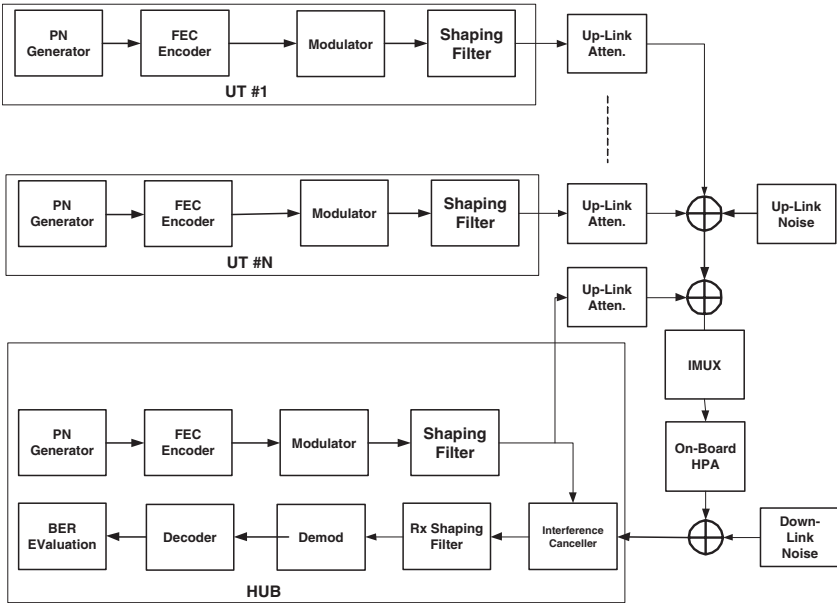 PN
Generator
FEC
Encoder
Modulator
Shaping
Filter
Up-Link
Atten.
UT #1
PN
Generator
FEC
Encoder
Modulator
Shaping
Filter
Up-Link
Atten.
Up-Link
Noise
UT #N
Up-Link
Atten.
IMUX
PN
Generator
FEC
Encoder
Modulator
Shaping
Filter
On-Board
HPA
BER
EValuation
Decoder
Demod
Rx Shaping
Filter
Interference
Canceller
Down-
Link
Noise
HUB